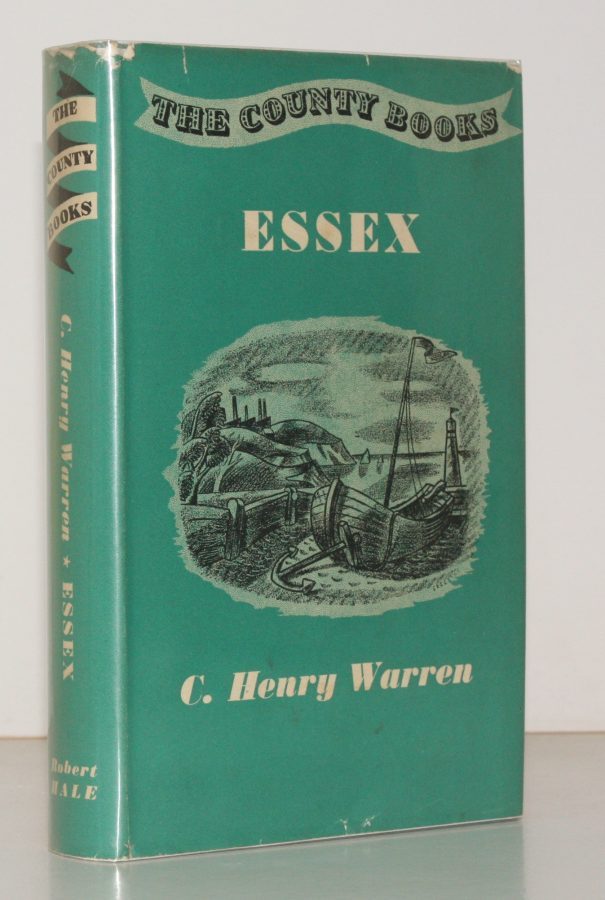 THE COUNTY BOOKS
ESSEX
C. Henry Warren
THE
COUNTY
BOOKS
C. Henry Warren ★ ESSEX
Robert
HALE